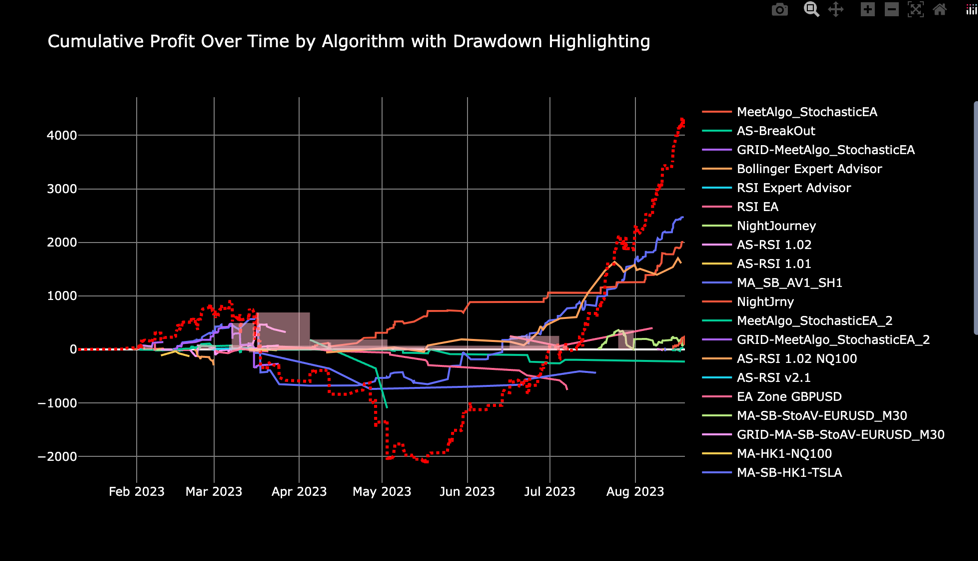 Cumulative Profit Over Time by Algorithm with Drawdown Highlighting
4000
3000
2000
1000
0
−1000
−2000
Feb 2023
Mar 2023
Apr 2023
May 2023
Jun 2023
Jul 2023
Aug 2023
MeetAlgo_StochasticEA
AS-BreakOut
GRID-MeetAlgo_StochasticEA
Bollinger Expert Advisor
RSI Expert Advisor
RSI EA
NightJourney
AS-RSI 1.02
AS-RSI 1.01
MA_SB_AV1_SH1
NightJrny
MeetAlgo_StochasticEA_2
GRID-MeetAlgo_StochasticEA_2
AS-RSI 1.02 NQ100
AS-RSI v2.1
EA Zone GBPUSD
MA-SB-StoAV-EURUSD_M30
GRID-MA-SB-StoAV-EURUSD_M30
MA-HK1-NQ100
MA-SB-HK1-TSLA